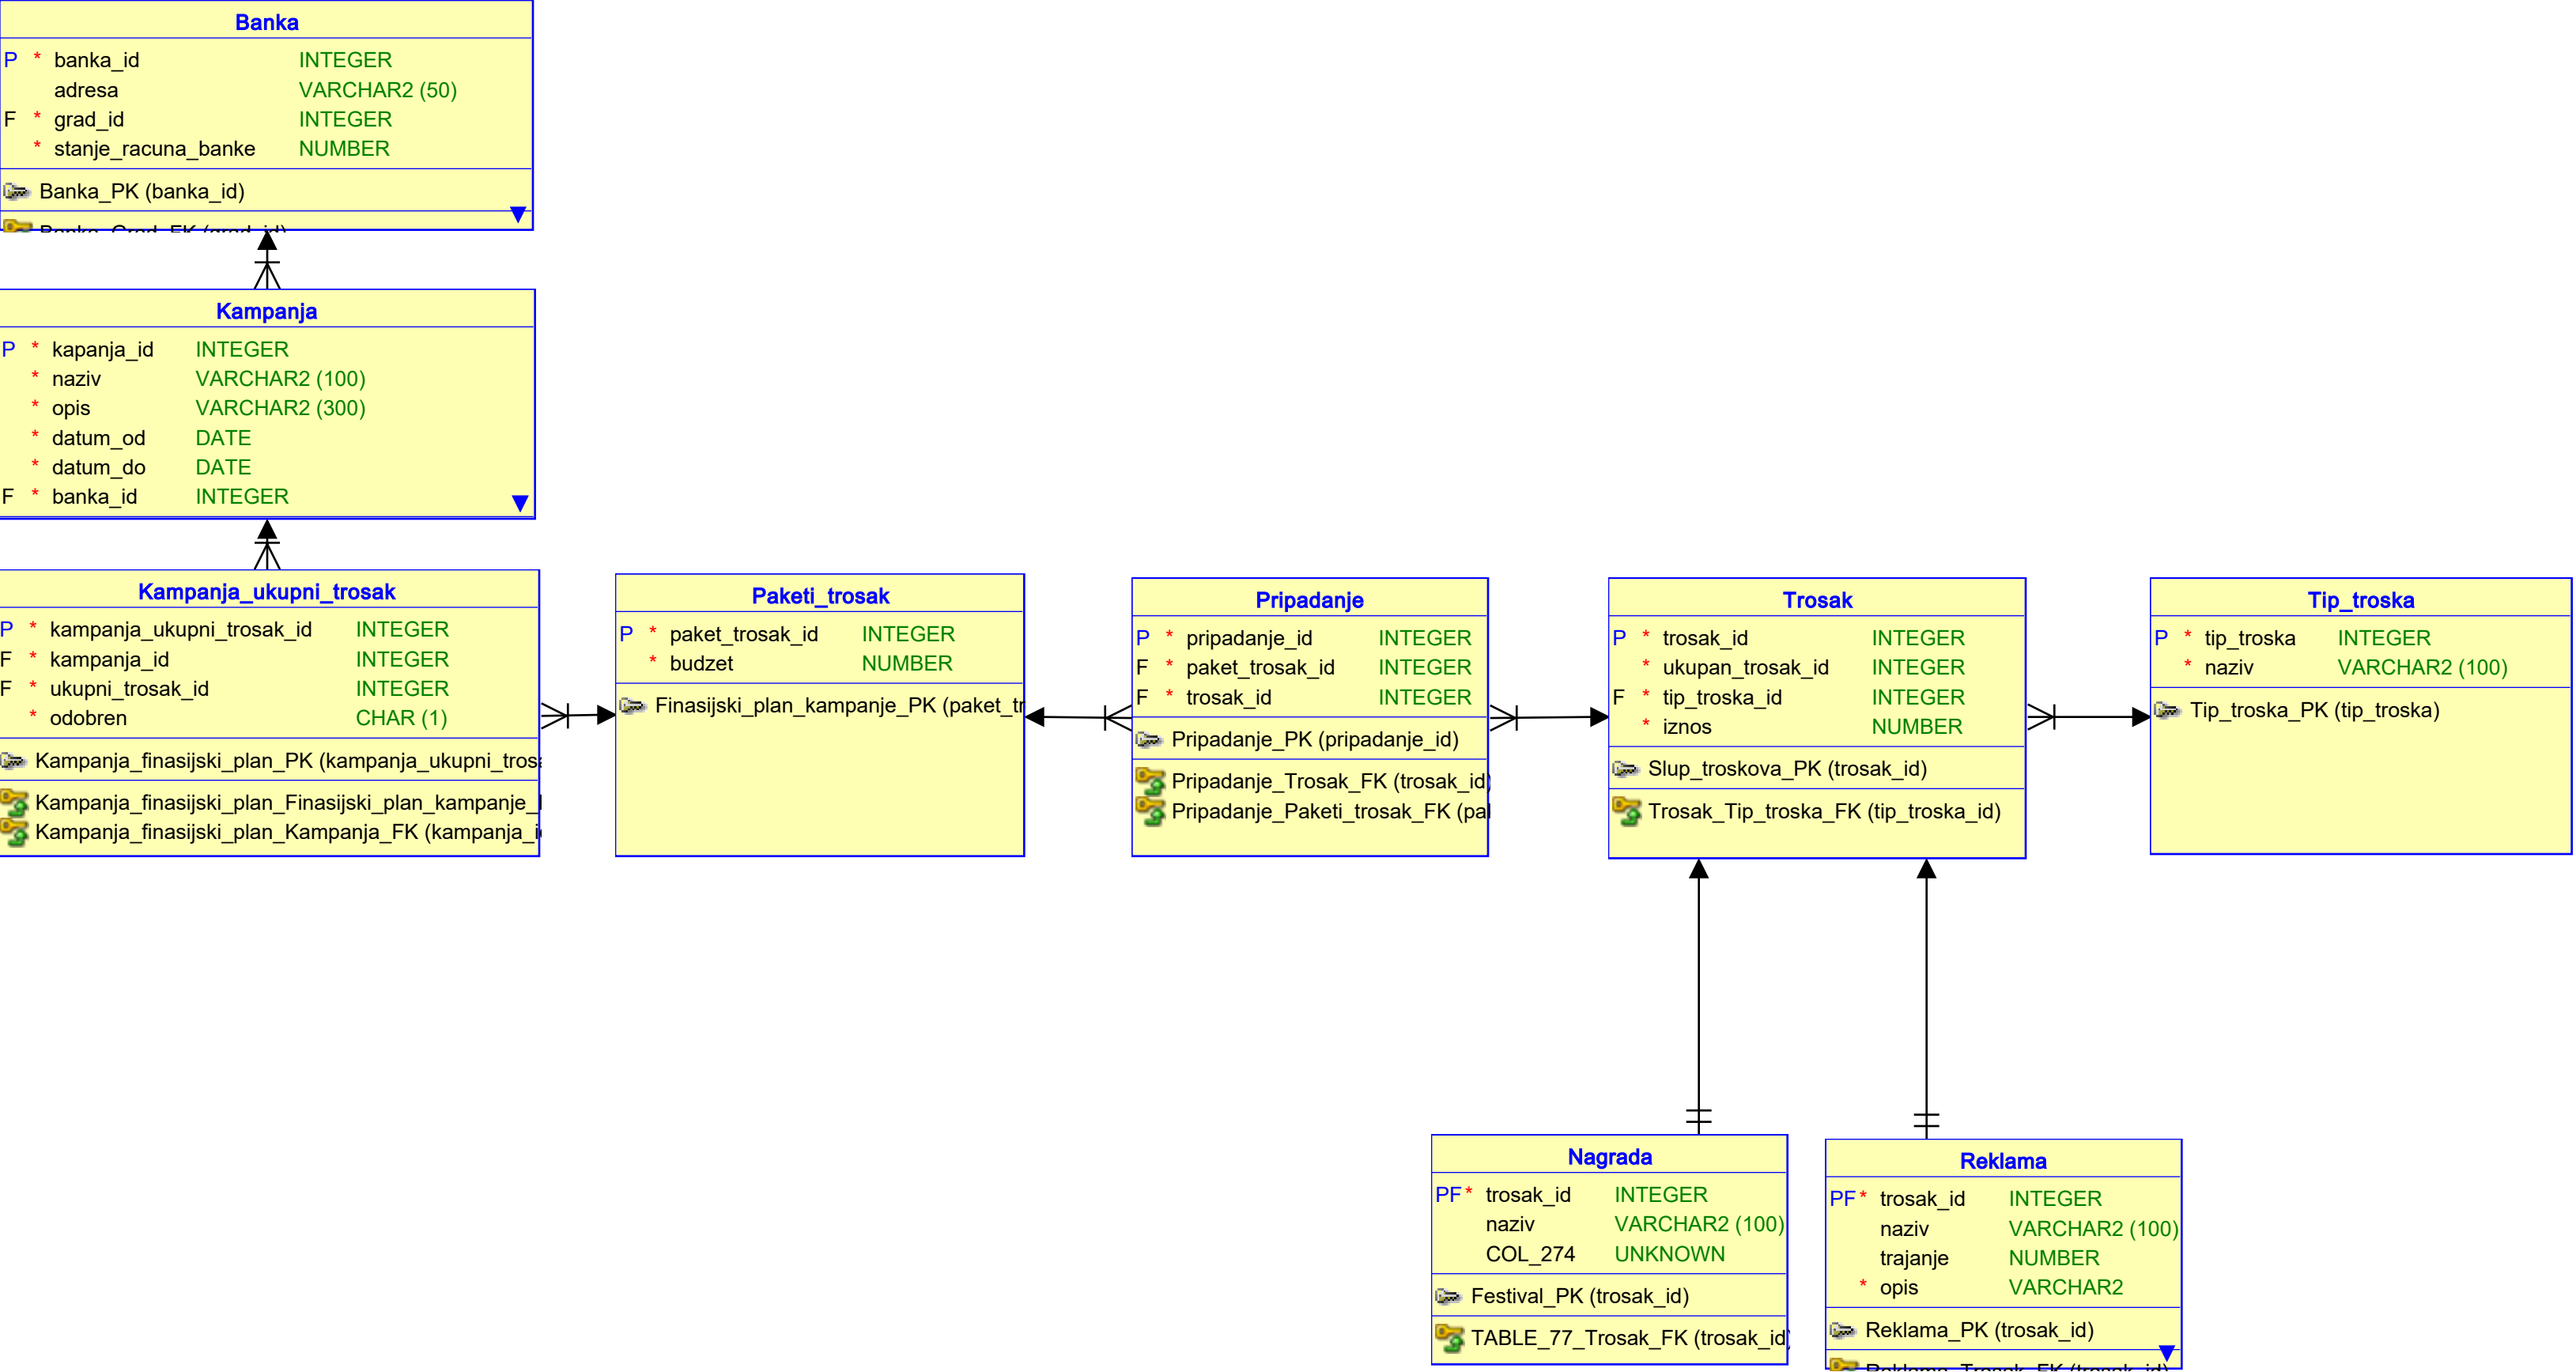 Banka
P * banka_id INTEGER
adresa VARCHAR2 (50)
F * grad_id INTEGER
* stanje_racuna_banke NUMBER
Banka_PK (banka_id)
Banka_Grad_FK (grad_id)
Kampanja
P * kapanja_id INTEGER
* naziv VARCHAR2 (100)
* opis VARCHAR2 (300)
* datum_od DATE
* datum_do DATE
F * banka_id INTEGER
Kampanja_ukupni_trosak
P * kampanja_ukupni_trosak_id INTEGER
F * kampanja_id INTEGER
F * ukupni_trosak_id INTEGER
* odobren CHAR (1)
Kampanja_finasijski_plan_PK (kampanja_ukupni_tros
Kampanja_finasijski_plan_Finasijski_plan_kampanje_
Kampanja_finasijski_plan_Kampanja_FK (kampanja_i
Paketi_trosak
P * paket_trosak_id INTEGER
* budzet NUMBER
Finasijski_plan_kampanje_PK (paket_tr
Pripadanje
P * pripadanje_id INTEGER
F * paket_trosak_id INTEGER
F * trosak_id INTEGER
Pripadanje_PK (pripadanje_id)
Pripadanje_Trosak_FK (trosak_id)
Pripadanje_Paketi_trosak_FK (pal
Trosak
P * trosak_id INTEGER
* ukupan_trosak_id INTEGER
F * tip_troska_id INTEGER
* iznos NUMBER
Slup_troskova_PK (trosak_id)
Trosak_Tip_troska_FK (tip_troska_id)
Tip_troska
P * tip_troska INTEGER
* naziv VARCHAR2 (100)
Tip_troska_PK (tip_troska)
Nagrada
PF * trosak_id INTEGER
naziv VARCHAR2 (100)
COL_274 UNKNOWN
Festival_PK (trosak_id)
TABLE_77_Trosak_FK (trosak_id)
Reklama
PF * trosak_id INTEGER
naziv VARCHAR2 (100)
trajanje NUMBER
* opis VARCHAR2
Reklama_PK (trosak_id)
Reklama_Trosak_FK (trosak_id)